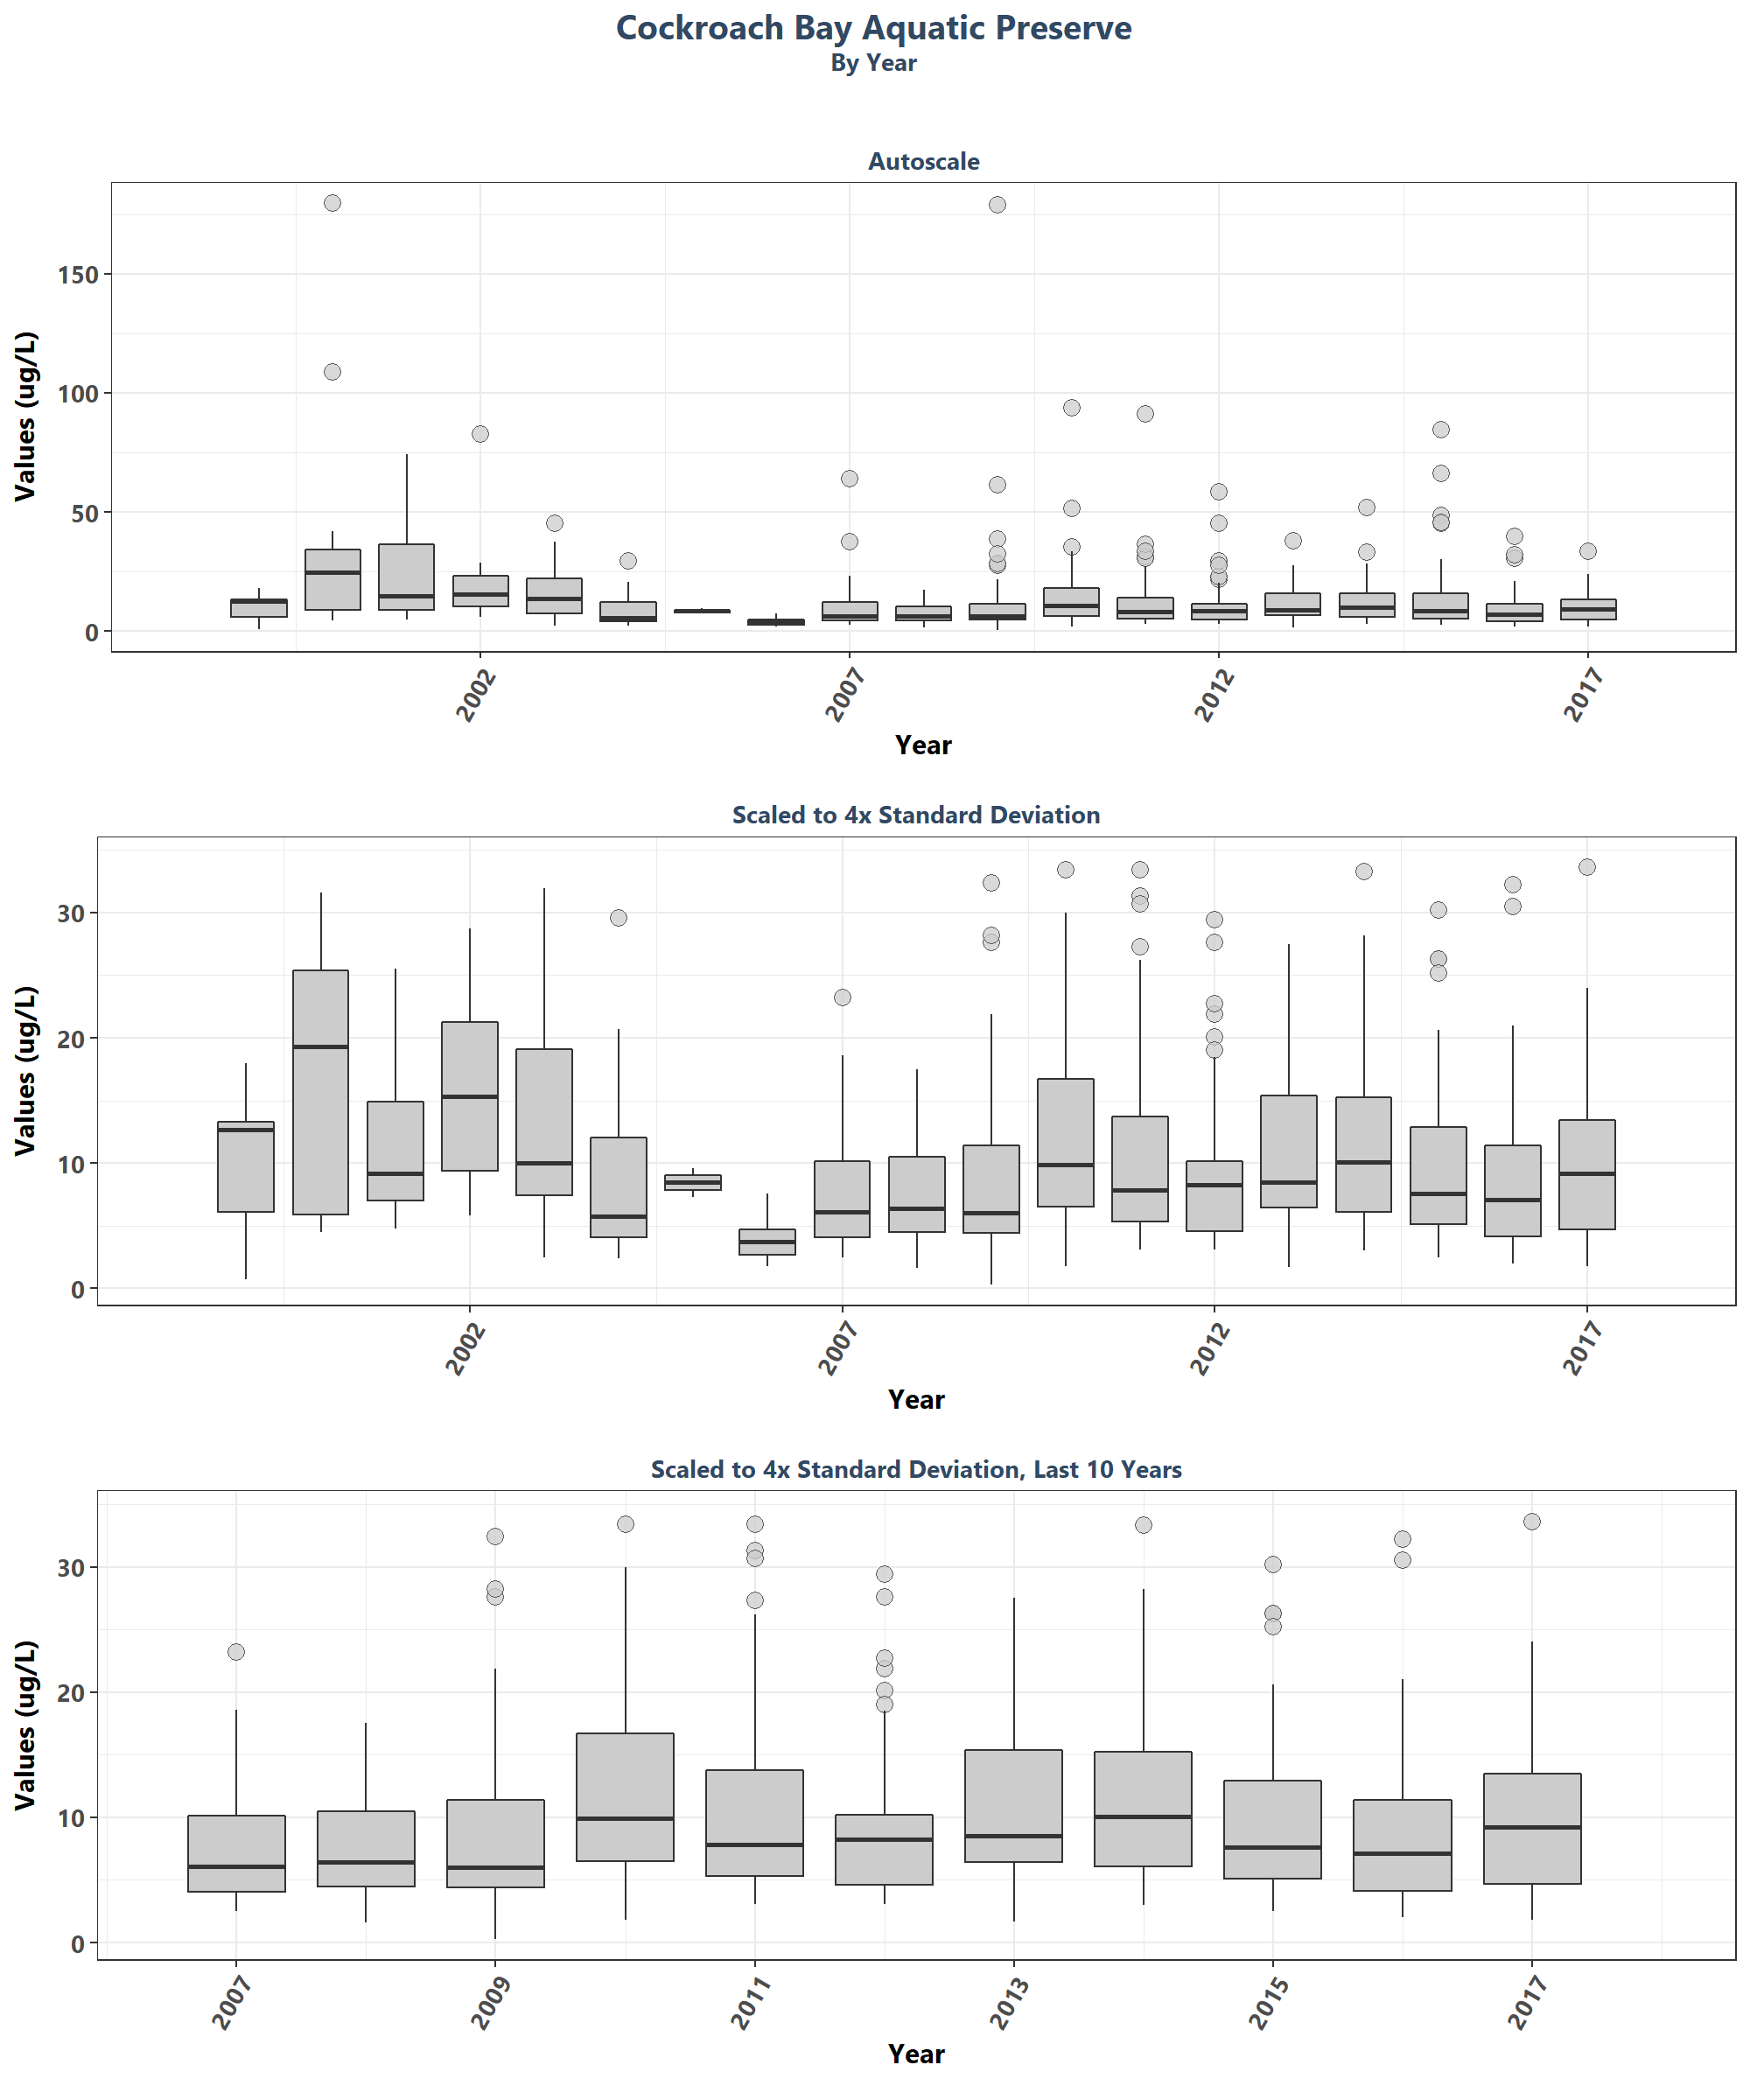 Cockroach Bay Aquatic Preserve
By Year
Autoscale
Values (ug/L)
150
100
50
0
2002
2007
2012
2017
Year
Scaled to 4x Standard Deviation
Values (ug/L)
30
20
10
0
2002
2007
2012
2017
Year
Scaled to 4x Standard Deviation, Last 10 Years
Values (ug/L)
30
20
10
0
2007
2009
2011
2013
2015
2017
Year